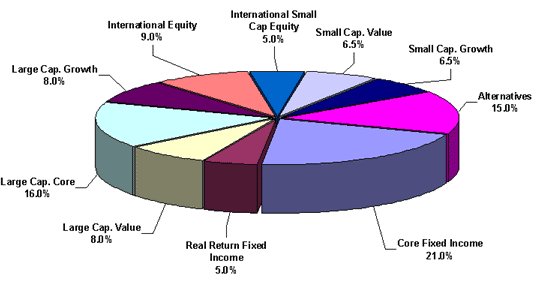 International Small
Cap Equity
5.0%
International Equity
9.0%
Small Cap. Value
6.5%
Small Cap. Growth
6.5%
Large Cap. Growth
8.0%
Alternatives
15.0%
Large Cap. Core
16.0%
Large Cap. Value
8.0%
Real Return Fixed
Income
5.0%
Core Fixed Income
21.0%